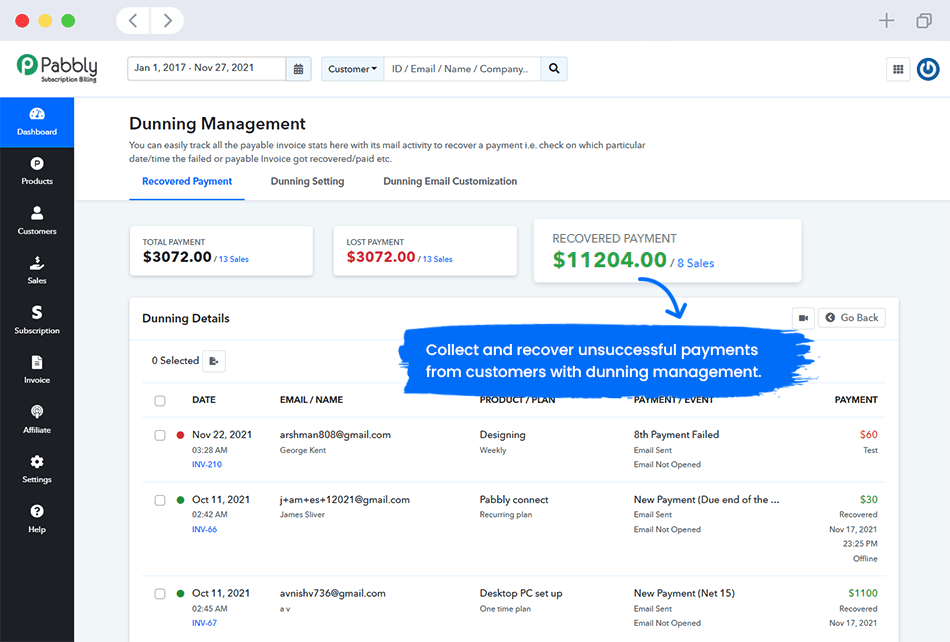 Pabbly
Subscription Billing
Jan 1, 2017 - Nov 27, 2021
Customer
ID / Email / Name / Company..
Dashboard
Products
Customers
Sales
Subscription
Invoice
Affiliate
Settings
Help
Dunning Management
You can easily track all the payable invoice stats here with its mail activity to recover a payment i.e. check on which particular
date/time the failed or payable Invoice got recovered/paid etc.
Recovered Payment
Dunning Setting
Dunning Email Customization
TOTAL PAYMENT
$3072.00 / 13 Sales
LOST PAYMENT
$3072.00 / 13 Sales
RECOVERED PAYMENT
$11204.00 / 8 Sales
Dunning Details
Go Back
Collect and recover unsuccessful payments
from customers with dunning management.
0 Selected
DATE
EMAIL / NAME
PRODUCT / PLAN
PAYMENT / EVENT
PAYMENT
Nov 22, 2021
03:28 AM
INV-210
arshman808@gmail.com
George Kent
Designing
Weekly
8th Payment Failed
Email Sent
Email Not Opened
$60
Test
Oct 11, 2021
02:42 AM
INV-66
j+am+es+12021@gmail.com
James Sliver
Pabbly connect
Recurring plan
New Payment (Due end of the ...
Email Sent
Email Not Opened
$30
Recovered
Nov 17, 2021
23:25 PM
Offline
Oct 11, 2021
02:45 AM
INV-67
avnishv736@gmail.com
a v
Desktop PC set up
One time plan
New Payment (Net 15)
Email Sent
Email Not Opened
$1100
Recovered
Nov 17, 2021